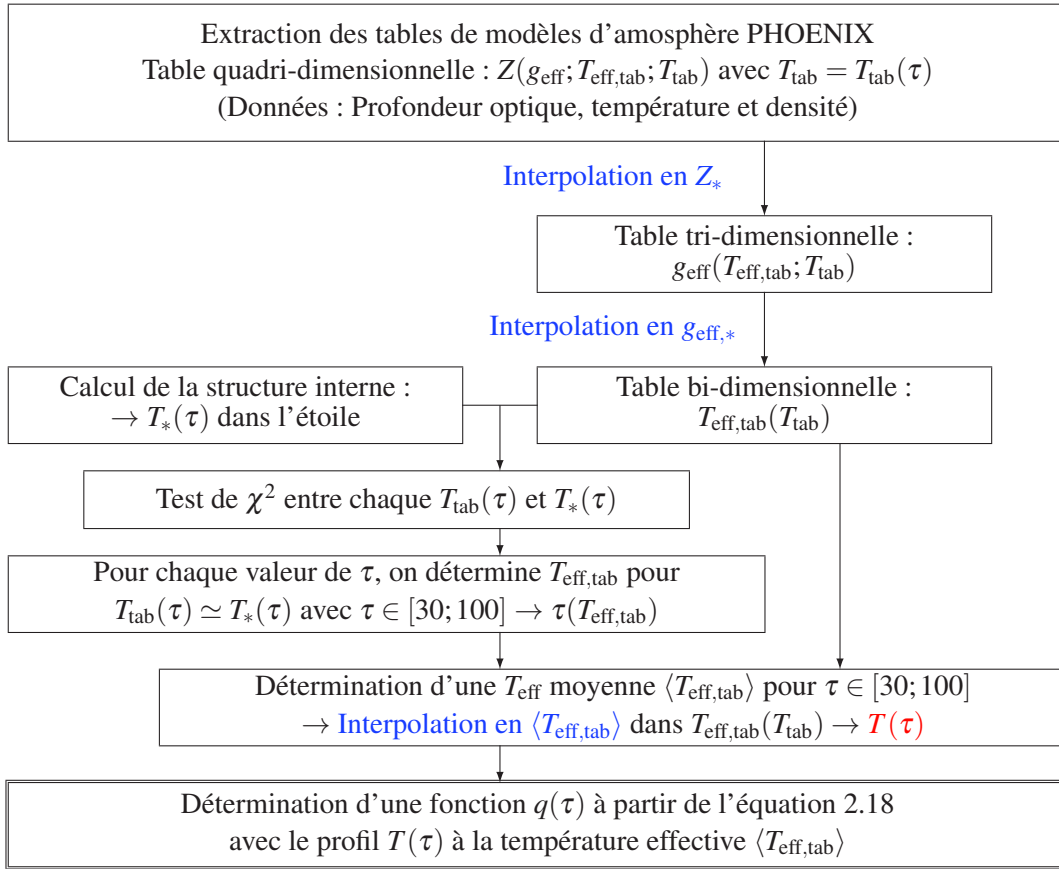 Extraction des tables de modèles d'amosphère PHOENIX
Table quadri-dimensionnelle : Z(g_eff; T_eff,tab; T_tab) avec T_tab = T_tab(τ)
(Données : Profondeur optique, température et densité)
Interpolation en Z_*
Table tri-dimensionnelle :
g_eff(T_eff,tab; T_tab)
Interpolation en g_eff,*
Calcul de la structure interne :
→ T_*(τ) dans l'étoile
Table bi-dimensionnelle :
T_eff,tab(T_tab)
Test de χ² entre chaque T_tab(τ) et T_*(τ)
Pour chaque valeur de τ, on détermine T_eff,tab pour
T_tab(τ) ≃ T_*(τ) avec τ ∈ [30; 100] → τ(T_eff,tab)
Détermination d'une T_eff moyenne ⟨T_eff,tab⟩ pour τ ∈ [30; 100]
→ Interpolation en ⟨T_eff,tab⟩ dans T_eff,tab(T_tab) → T(τ)
Détermination d'une fonction q(τ) à partir de l'équation 2.18
avec le profil T(τ) à la température effective ⟨T_eff,tab⟩